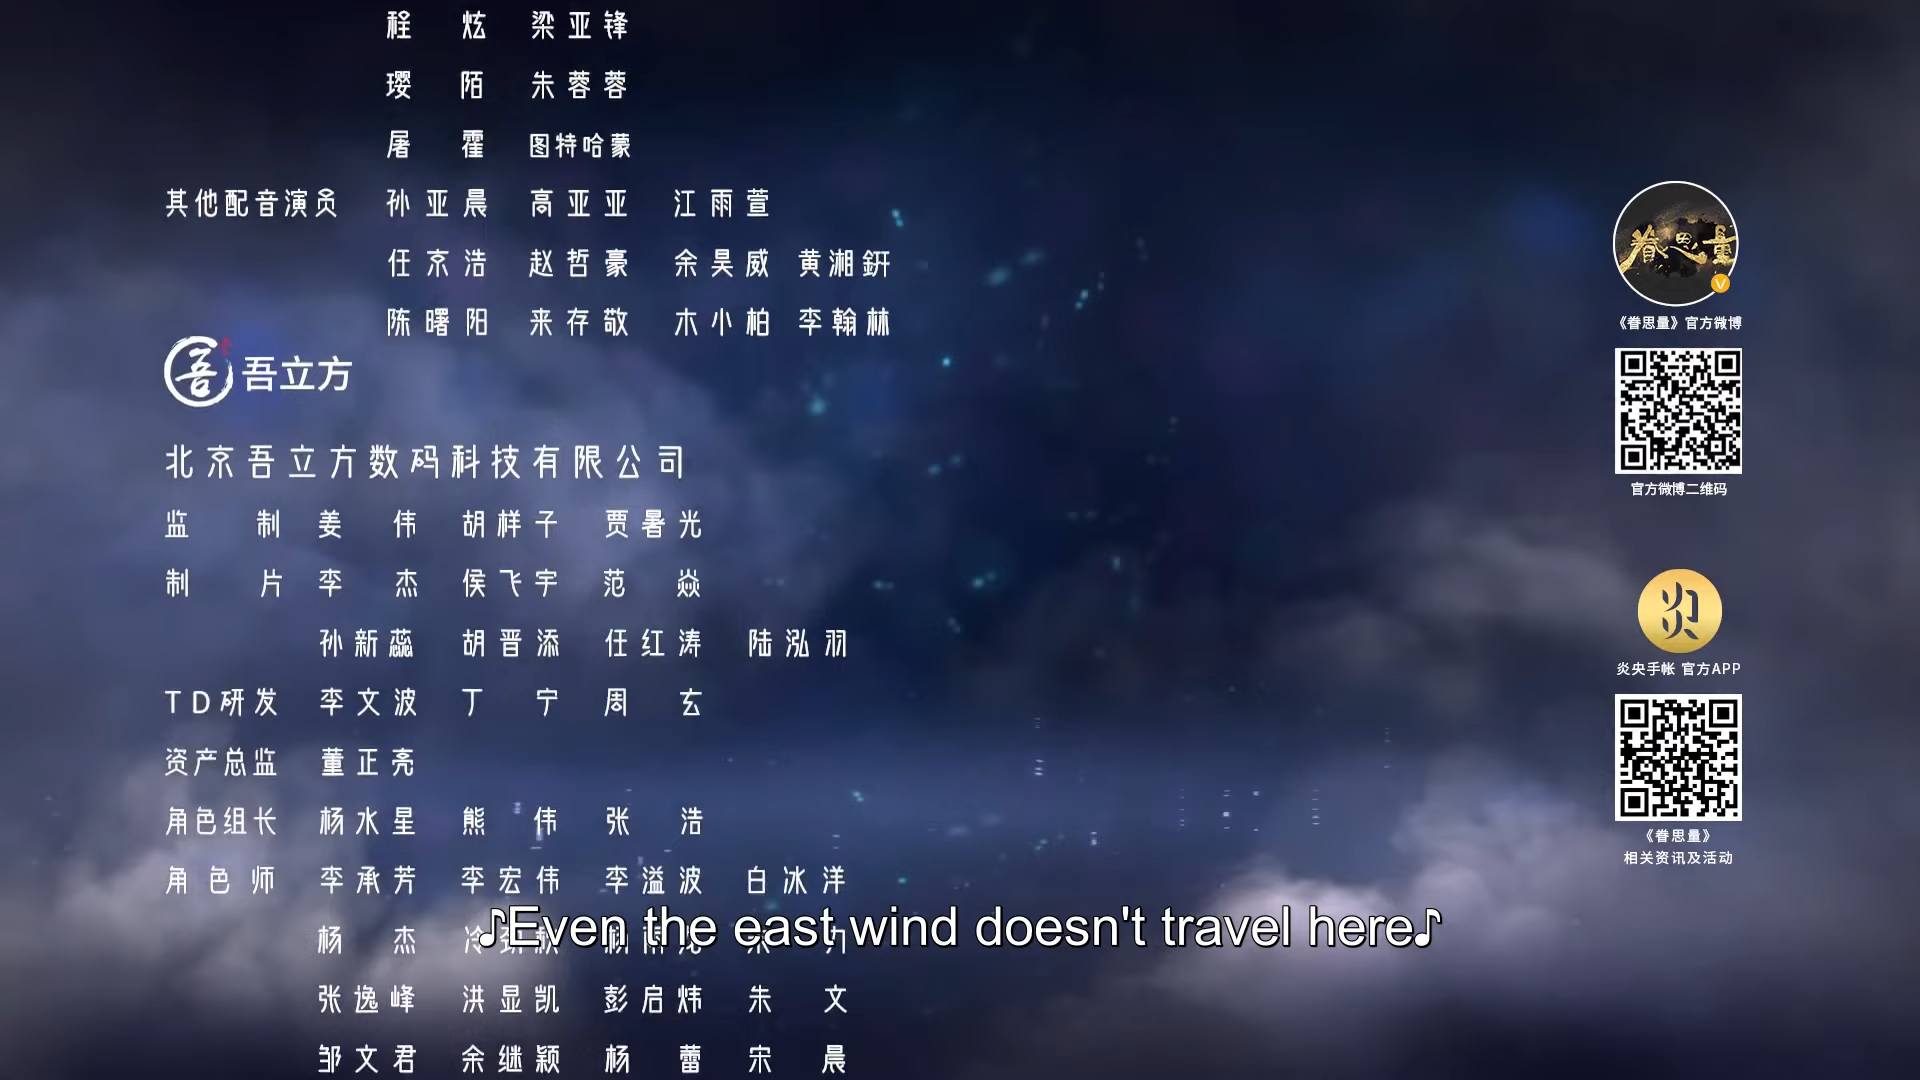 程炫 梁亚锋
璎陌 朱蓉蓉
屠霍 图特哈蒙
其他配音演员 孙亚晨 高亚亚 江雨萱
任京浩 赵哲豪 余昊威 黄湘鈃
陈曙阳 来存敬 木小柏 李翰林
吾立方
北京吾立方数码科技有限公司
监制 姜伟 胡样子 贾暑光
制片 李杰 侯飞宇 范焱
孙新蕊 胡晋添 任红涛 陆泓羽
TD研发 李文波 丁宁 周玄
资产总监 董正亮
角色组长 杨水星 熊伟 张浩
角色师 李承芳 李宏伟 李溢波 白冰洋
杨杰
♪Even the east wind doesn't travel here♪
张逸峰 洪显凯 彭启炜 朱文
邹文君 余继颖 杨蕾 宋晨
眷思量
《眷思量》官方微博
官方微博二维码
炎央手帐 官方APP
《眷思量》
相关资讯及活动